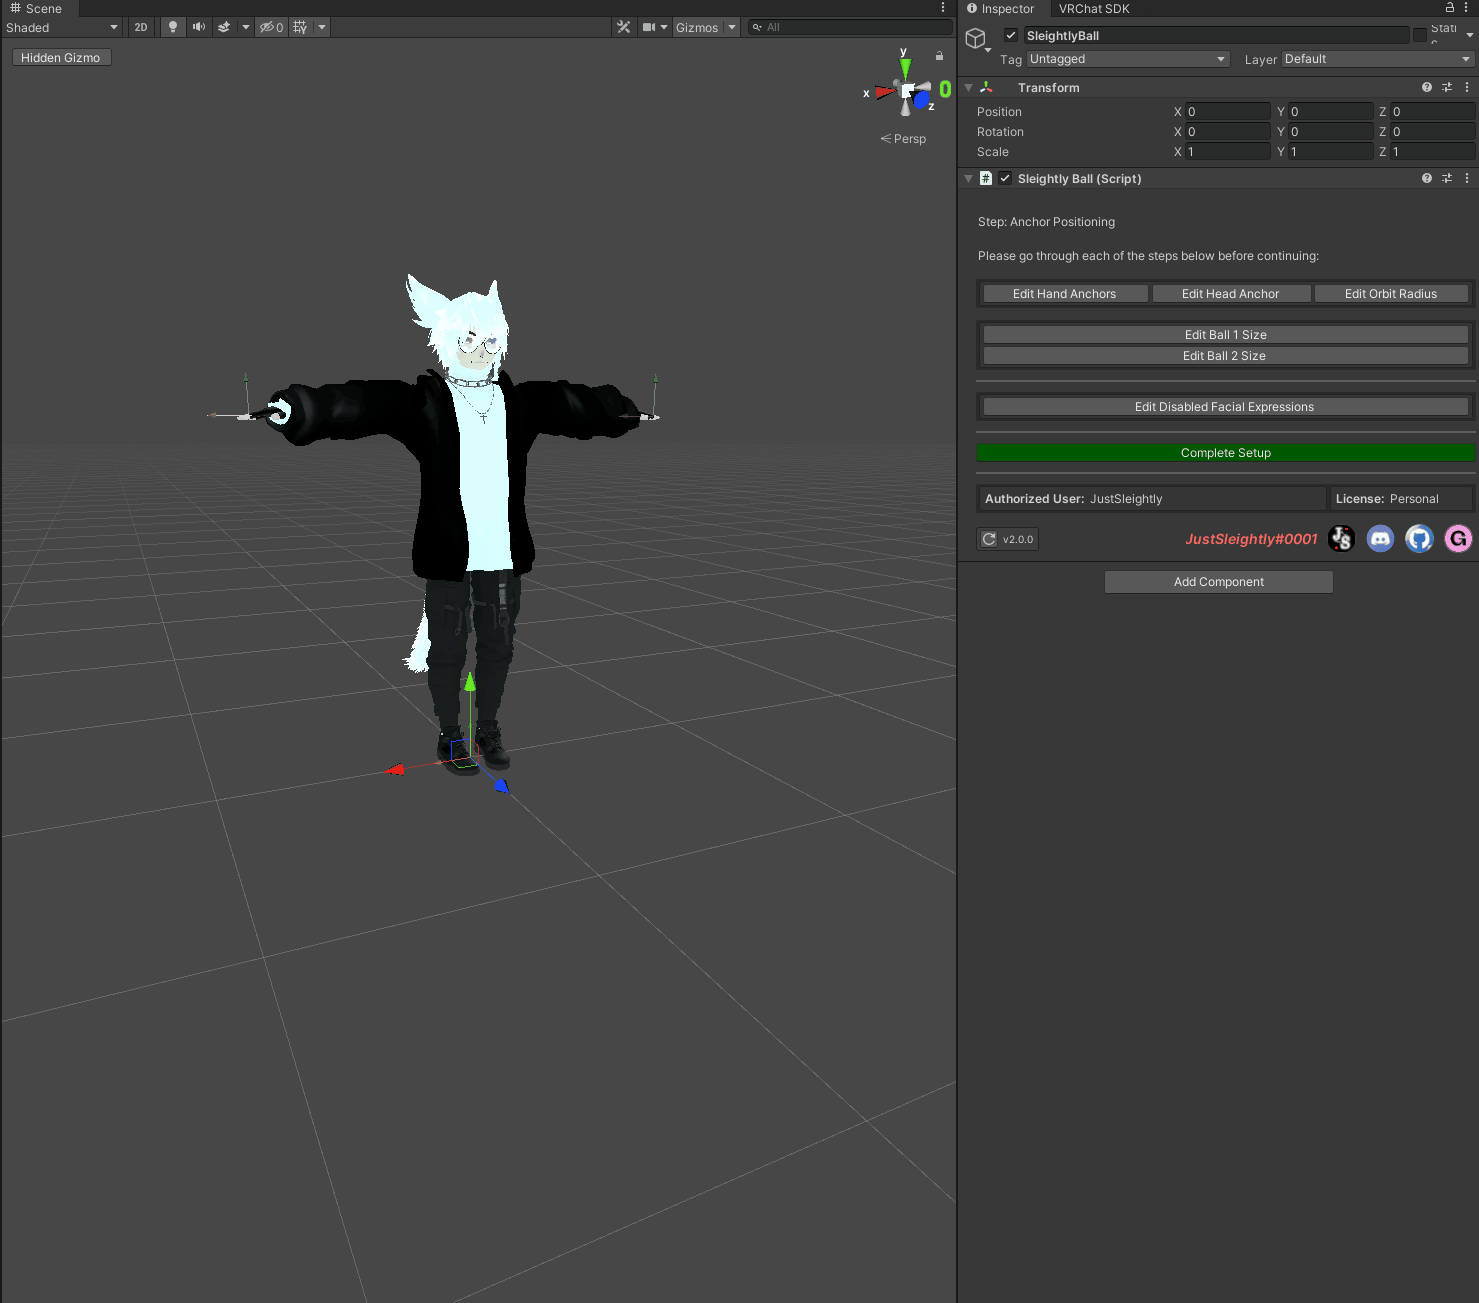 Scene
Inspector VRChat SDK
Shaded 2D 0 Gizmos All
Hidden Gizmo
y
x
z
0
Persp
SleightlyBall
Tag Untagged Layer Default
Transform
Position X 0 Y 0 Z 0
Rotation X 0 Y 0 Z 0
Scale X 1 Y 1 Z 1
# Sleightly Ball (Script)
Step: Anchor Positioning
Please go through each of the steps below before continuing:
Edit Hand Anchors Edit Head Anchor Edit Orbit Radius
Edit Ball 1 Size
Edit Ball 2 Size
Edit Disabled Facial Expressions
Complete Setup
Authorized User: JustSleightly License: Personal
v2.0.0 JustSleightly#0001 JS G
Add Component